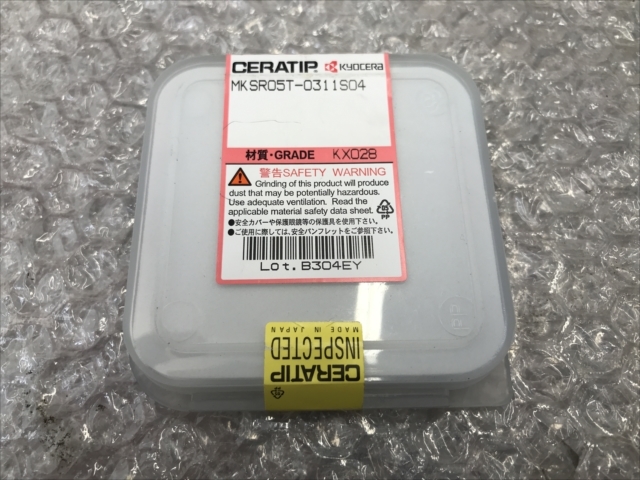 CERATIP KYOCERA
MKSR05T-0311S04
材質・GRADE KX028
警告SAFETY WARNING
Grinding of this product will produce
dust that may be potentially hazardous.
Use adequate ventilation. Read the
applicable material safety data sheet.
●安全カバーや保護眼鏡等の保護具を使用下さい。
●ご使用に際しては、安全パンフレットをご参照下さい。
PP
Lot.B304EY
CERATIP
INSPECTED
MADE IN JAPAN